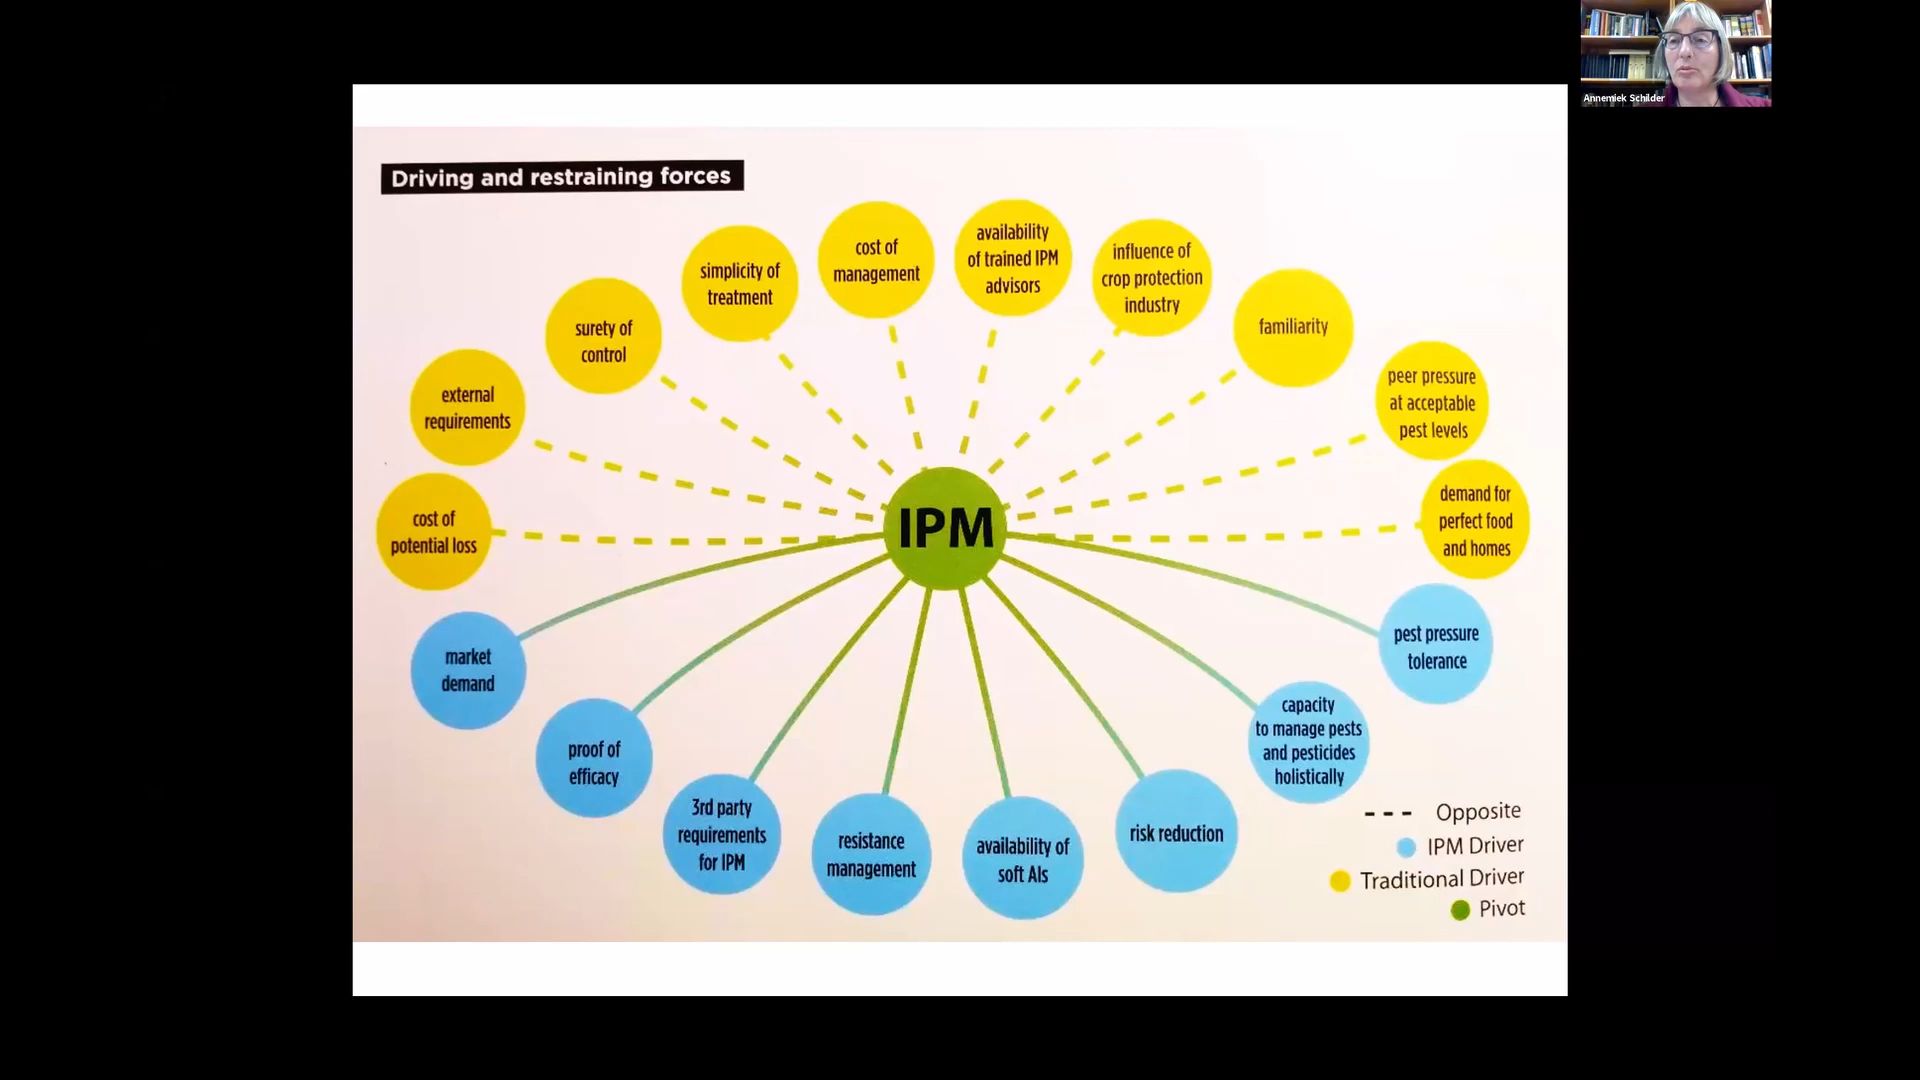 Annemiek Schilder
Driving and restraining forces
cost of
potential loss
external
requirements
surety of
control
simplicity of
treatment
cost of
management
availability
of trained IPM
advisors
influence of
crop protection
industry
familiarity
peer pressure
at acceptable
pest levels
demand for
perfect food
and homes
IPM
market
demand
proof of
efficacy
3rd party
requirements
for IPM
resistance
management
availability of
soft AIs
risk reduction
capacity
to manage pests
and pesticides
holistically
pest pressure
tolerance
Opposite
IPM Driver
Traditional Driver
Pivot